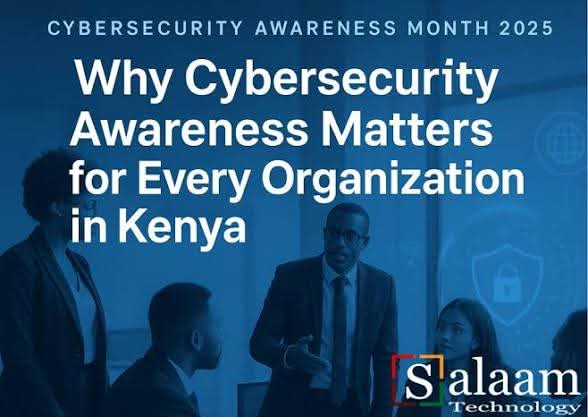 CYBERSECURITY AWARENESS MONTH 2025
Why Cybersecurity
Awareness Matters
for Every Organization
in Kenya
Salaam
Technology